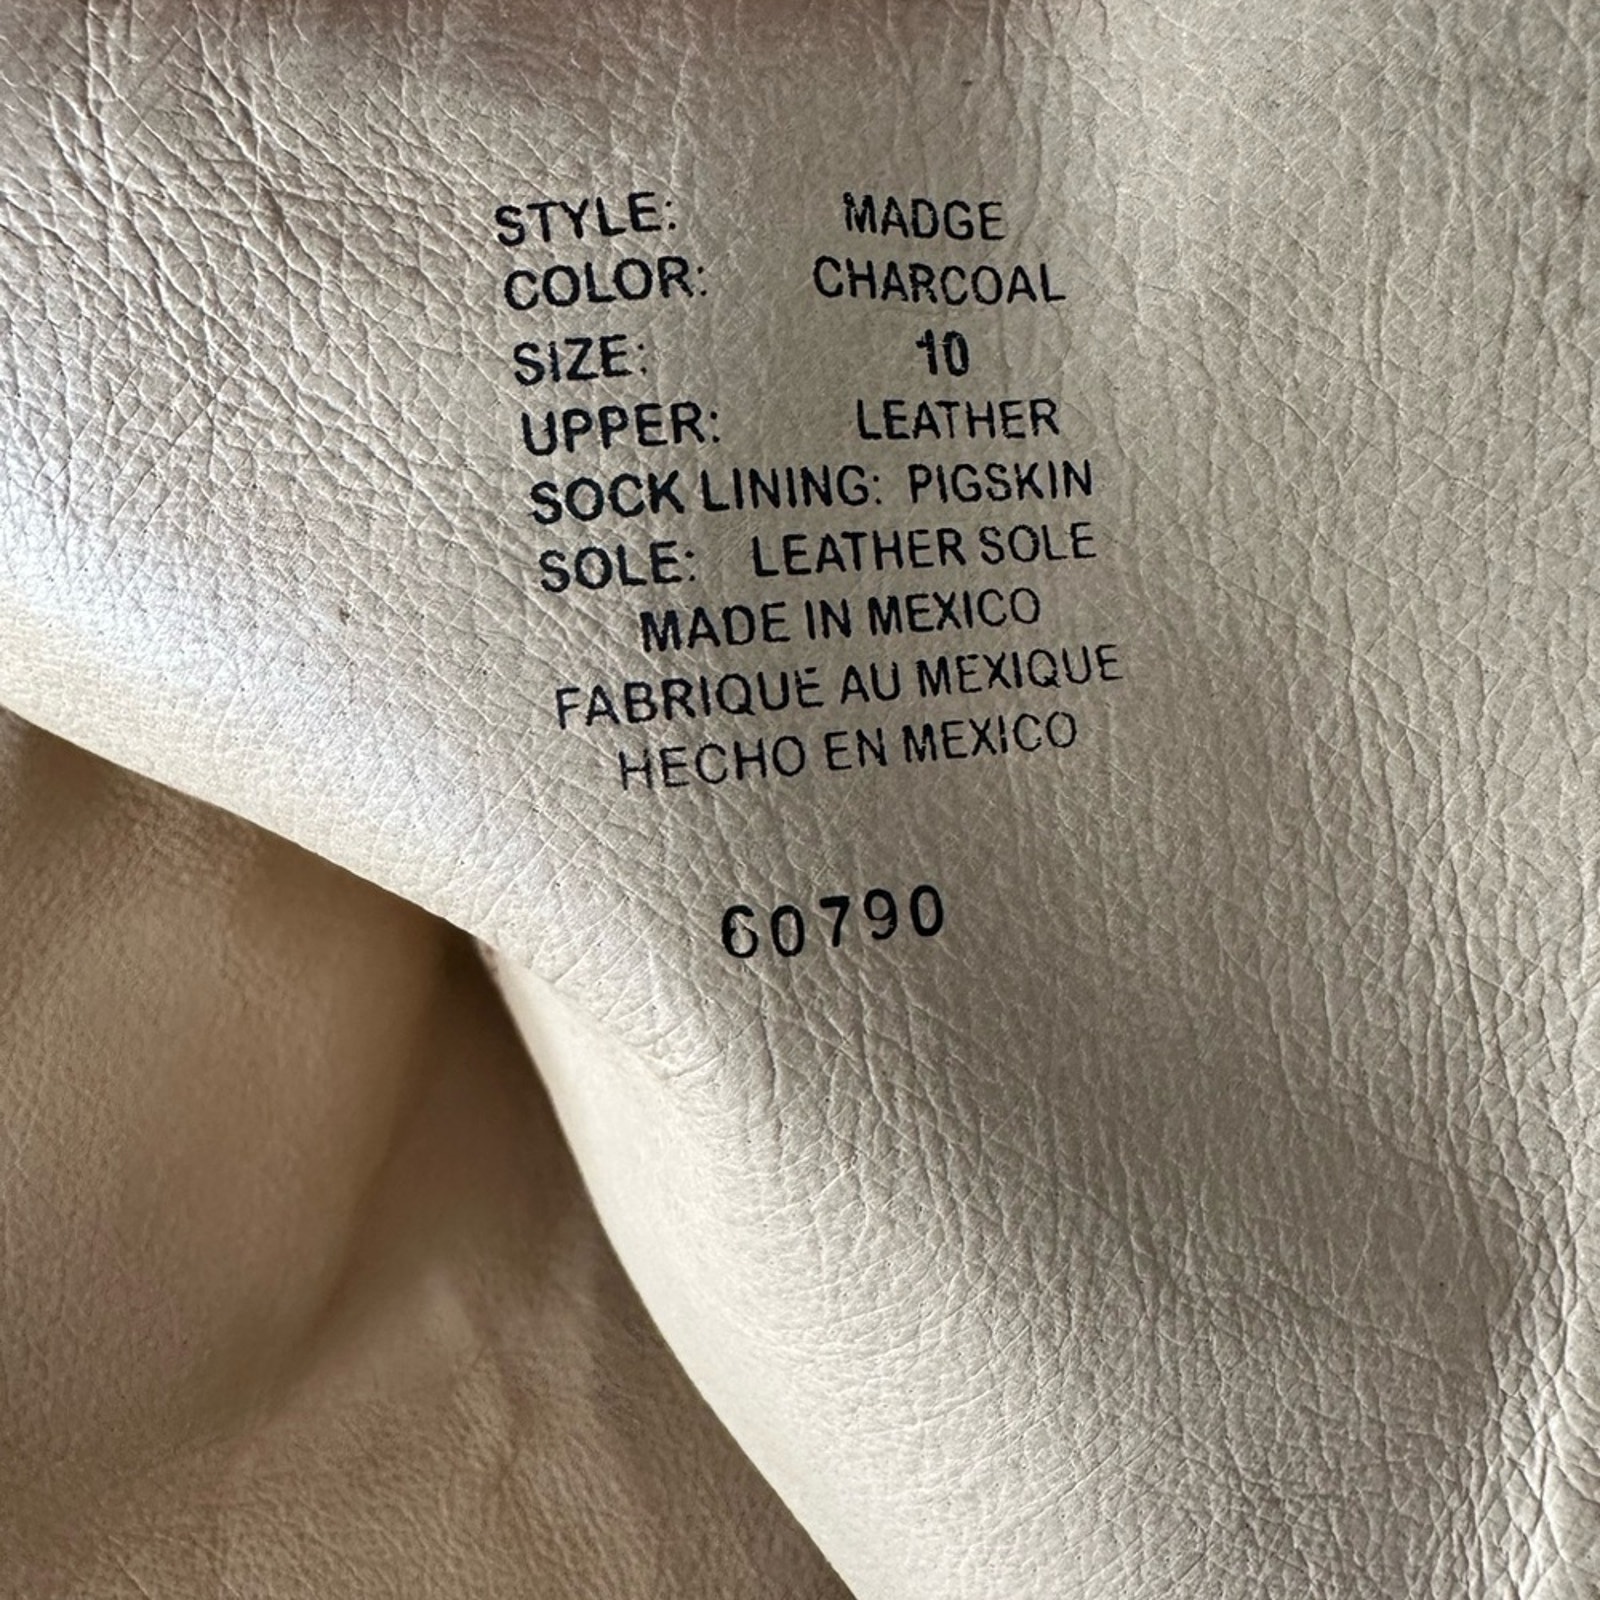 STYLE: MADGE
COLOR: CHARCOAL
SIZE: 10
UPPER: LEATHER
SOCK LINING: PIGSKIN
SOLE: LEATHER SOLE
MADE IN MEXICO
FABRIQUE AU MEXIQUE
HECHO EN MEXICO
60790